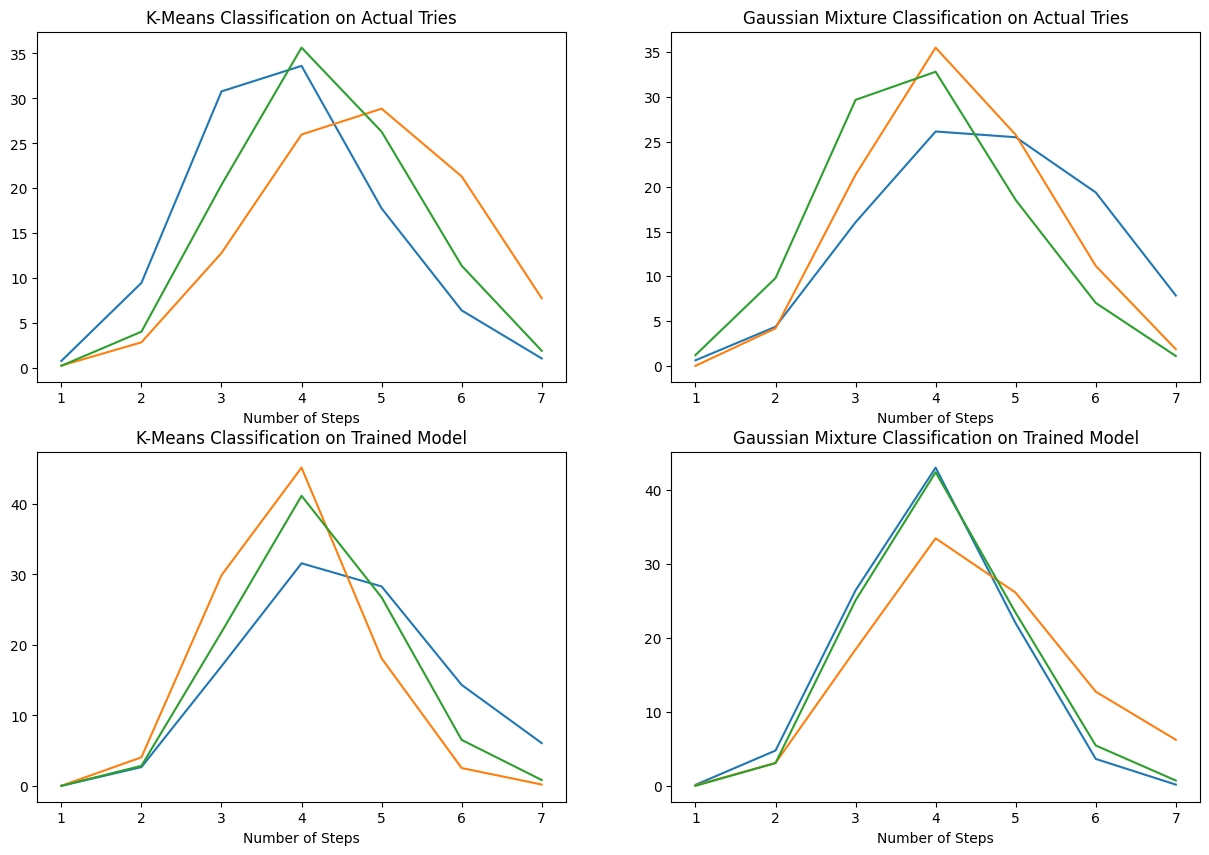 K-Means Classification on Actual Tries
35
30
25
20
15
10
5
0
1 2 3 4 5 6 7
Number of Steps
Gaussian Mixture Classification on Actual Tries
35
30
25
20
15
10
5
0
1 2 3 4 5 6 7
Number of Steps
K-Means Classification on Trained Model
40
30
20
10
0
1 2 3 4 5 6 7
Number of Steps
Gaussian Mixture Classification on Trained Model
40
30
20
10
0
1 2 3 4 5 6 7
Number of Steps